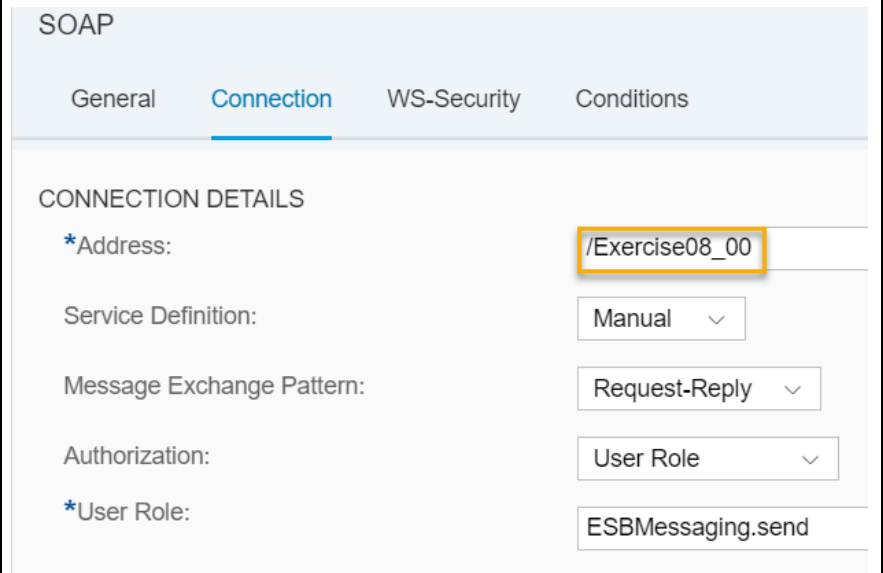 SOAP
General Connection WS-Security Conditions
CONNECTION DETAILS
*Address: /Exercise08_00
Service Definition: Manual
Message Exchange Pattern: Request-Reply
Authorization: User Role
*User Role: ESBMessaging.send